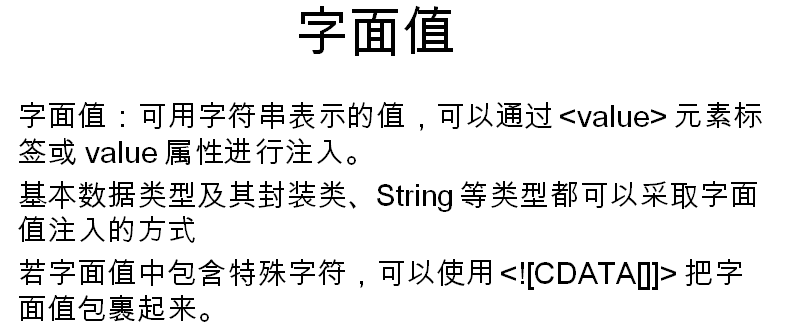 字面值
字面值：可用字符串表示的值，可以通过<value>元素标
签或 value 属性进行注入。
基本数据类型及其封装类、String 等类型都可以采取字面
值注入的方式
若字面值中包含特殊字符，可以使用<![CDATA[]]>把字
面值包裹起来。